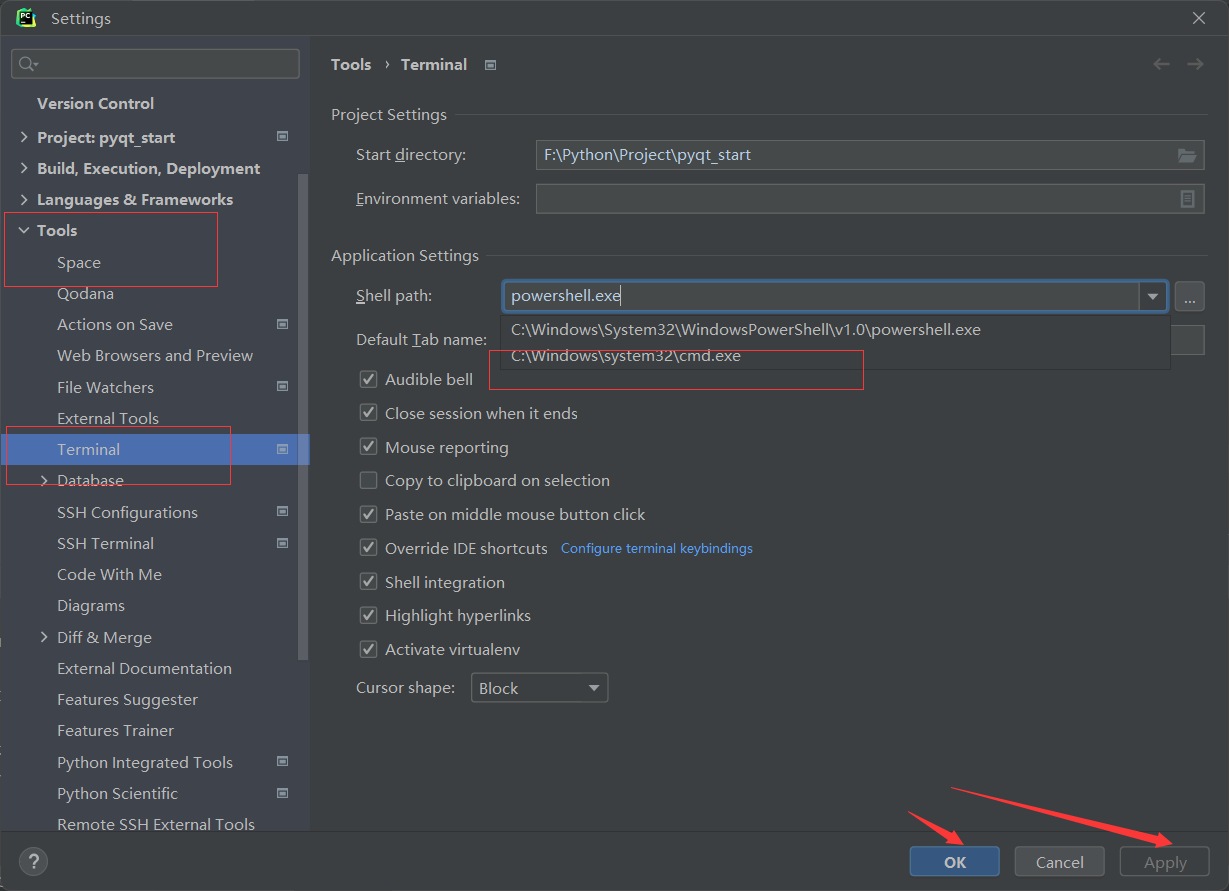 PC Settings
Version Control
Project: pyqt_start
Build, Execution, Deployment
Languages & Frameworks
Tools
Space
Qodana
Actions on Save
Web Browsers and Preview
File Watchers
External Tools
Terminal
Database
SSH Configurations
SSH Terminal
Code With Me
Diagrams
Diff & Merge
External Documentation
Features Suggester
Features Trainer
Python Integrated Tools
Python Scientific
Remote SSH External Tools
?
Tools › Terminal
Project Settings
Start directory: F:\Python\Project\pyqt_start
Environment variables:
Application Settings
Shell path: powershell.exe ...
C:\Windows\System32\WindowsPowerShell\v1.0\powershell.exe
Default Tab name:
C:\Windows\system32\cmd.exe
Audible bell
Close session when it ends
Mouse reporting
Copy to clipboard on selection
Paste on middle mouse button click
Override IDE shortcuts Configure terminal keybindings
Shell integration
Highlight hyperlinks
Activate virtualenv
Cursor shape: Block
OK Cancel Apply